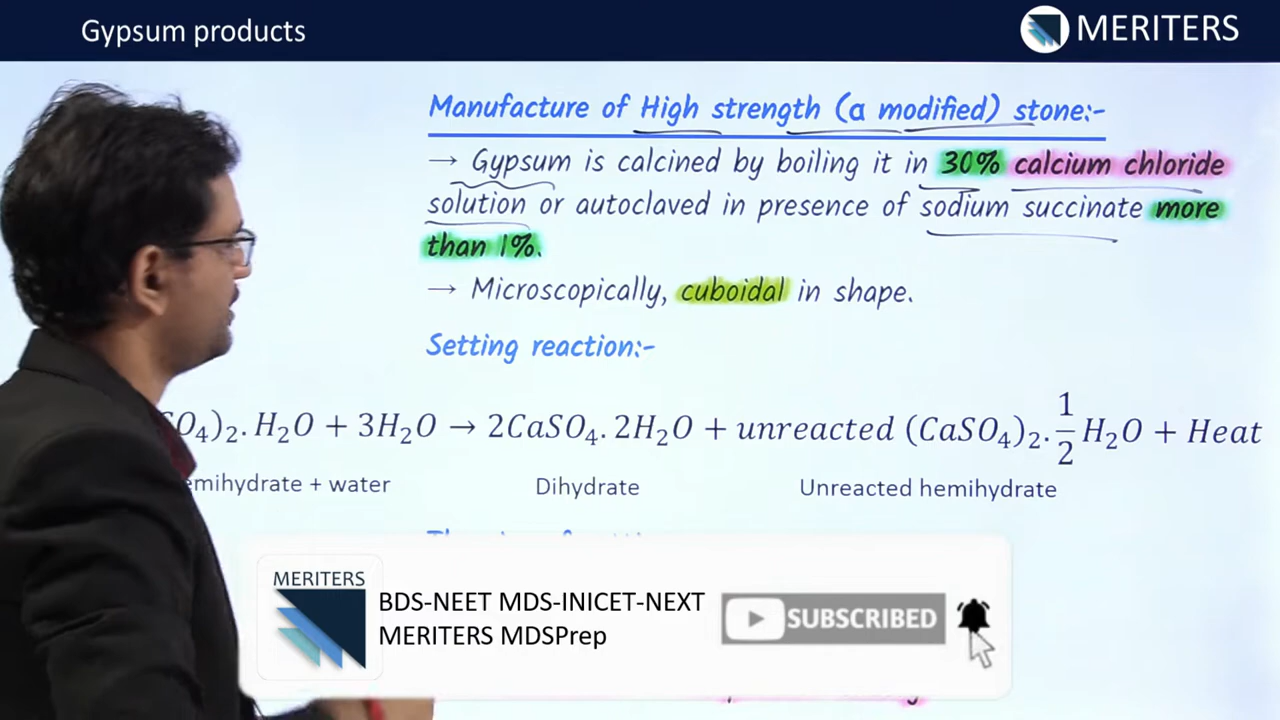 Gypsum products
MERITERS
Manufacture of High strength (α modified) stone:-
→ Gypsum is calcined by boiling it in 30% calcium chloride
solution or autoclaved in presence of sodium succinate more
than 1%.
→ Microscopically, cuboidal in shape.
Setting reaction:-
O₄)₂. H₂O + 3H₂O → 2CaSO₄. 2H₂O + unreacted (CaSO₄)₂. 1/2 H₂O + Heat
emihydrate + water Dihydrate Unreacted hemihydrate
MERITERS
BDS-NEET MDS-INICET-NEXT
MERITERS MDSPrep
SUBSCRIBED